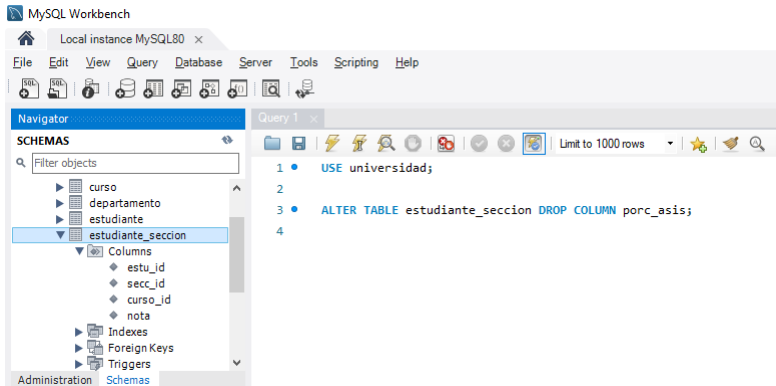 MySQL Workbench
Local instance MySQL80
File Edit View Query Database Server Tools Scripting Help
Navigator
SCHEMAS
Filter objects
curso
departamento
estudiante
estudiante_seccion
Columns
estu_id
secc_id
curso_id
nota
Indexes
Foreign Keys
Triggers
Administration Schemas
Query 1
Limit to 1000 rows
1 USE universidad;
2
3 ALTER TABLE estudiante_seccion DROP COLUMN porc_asis;
4